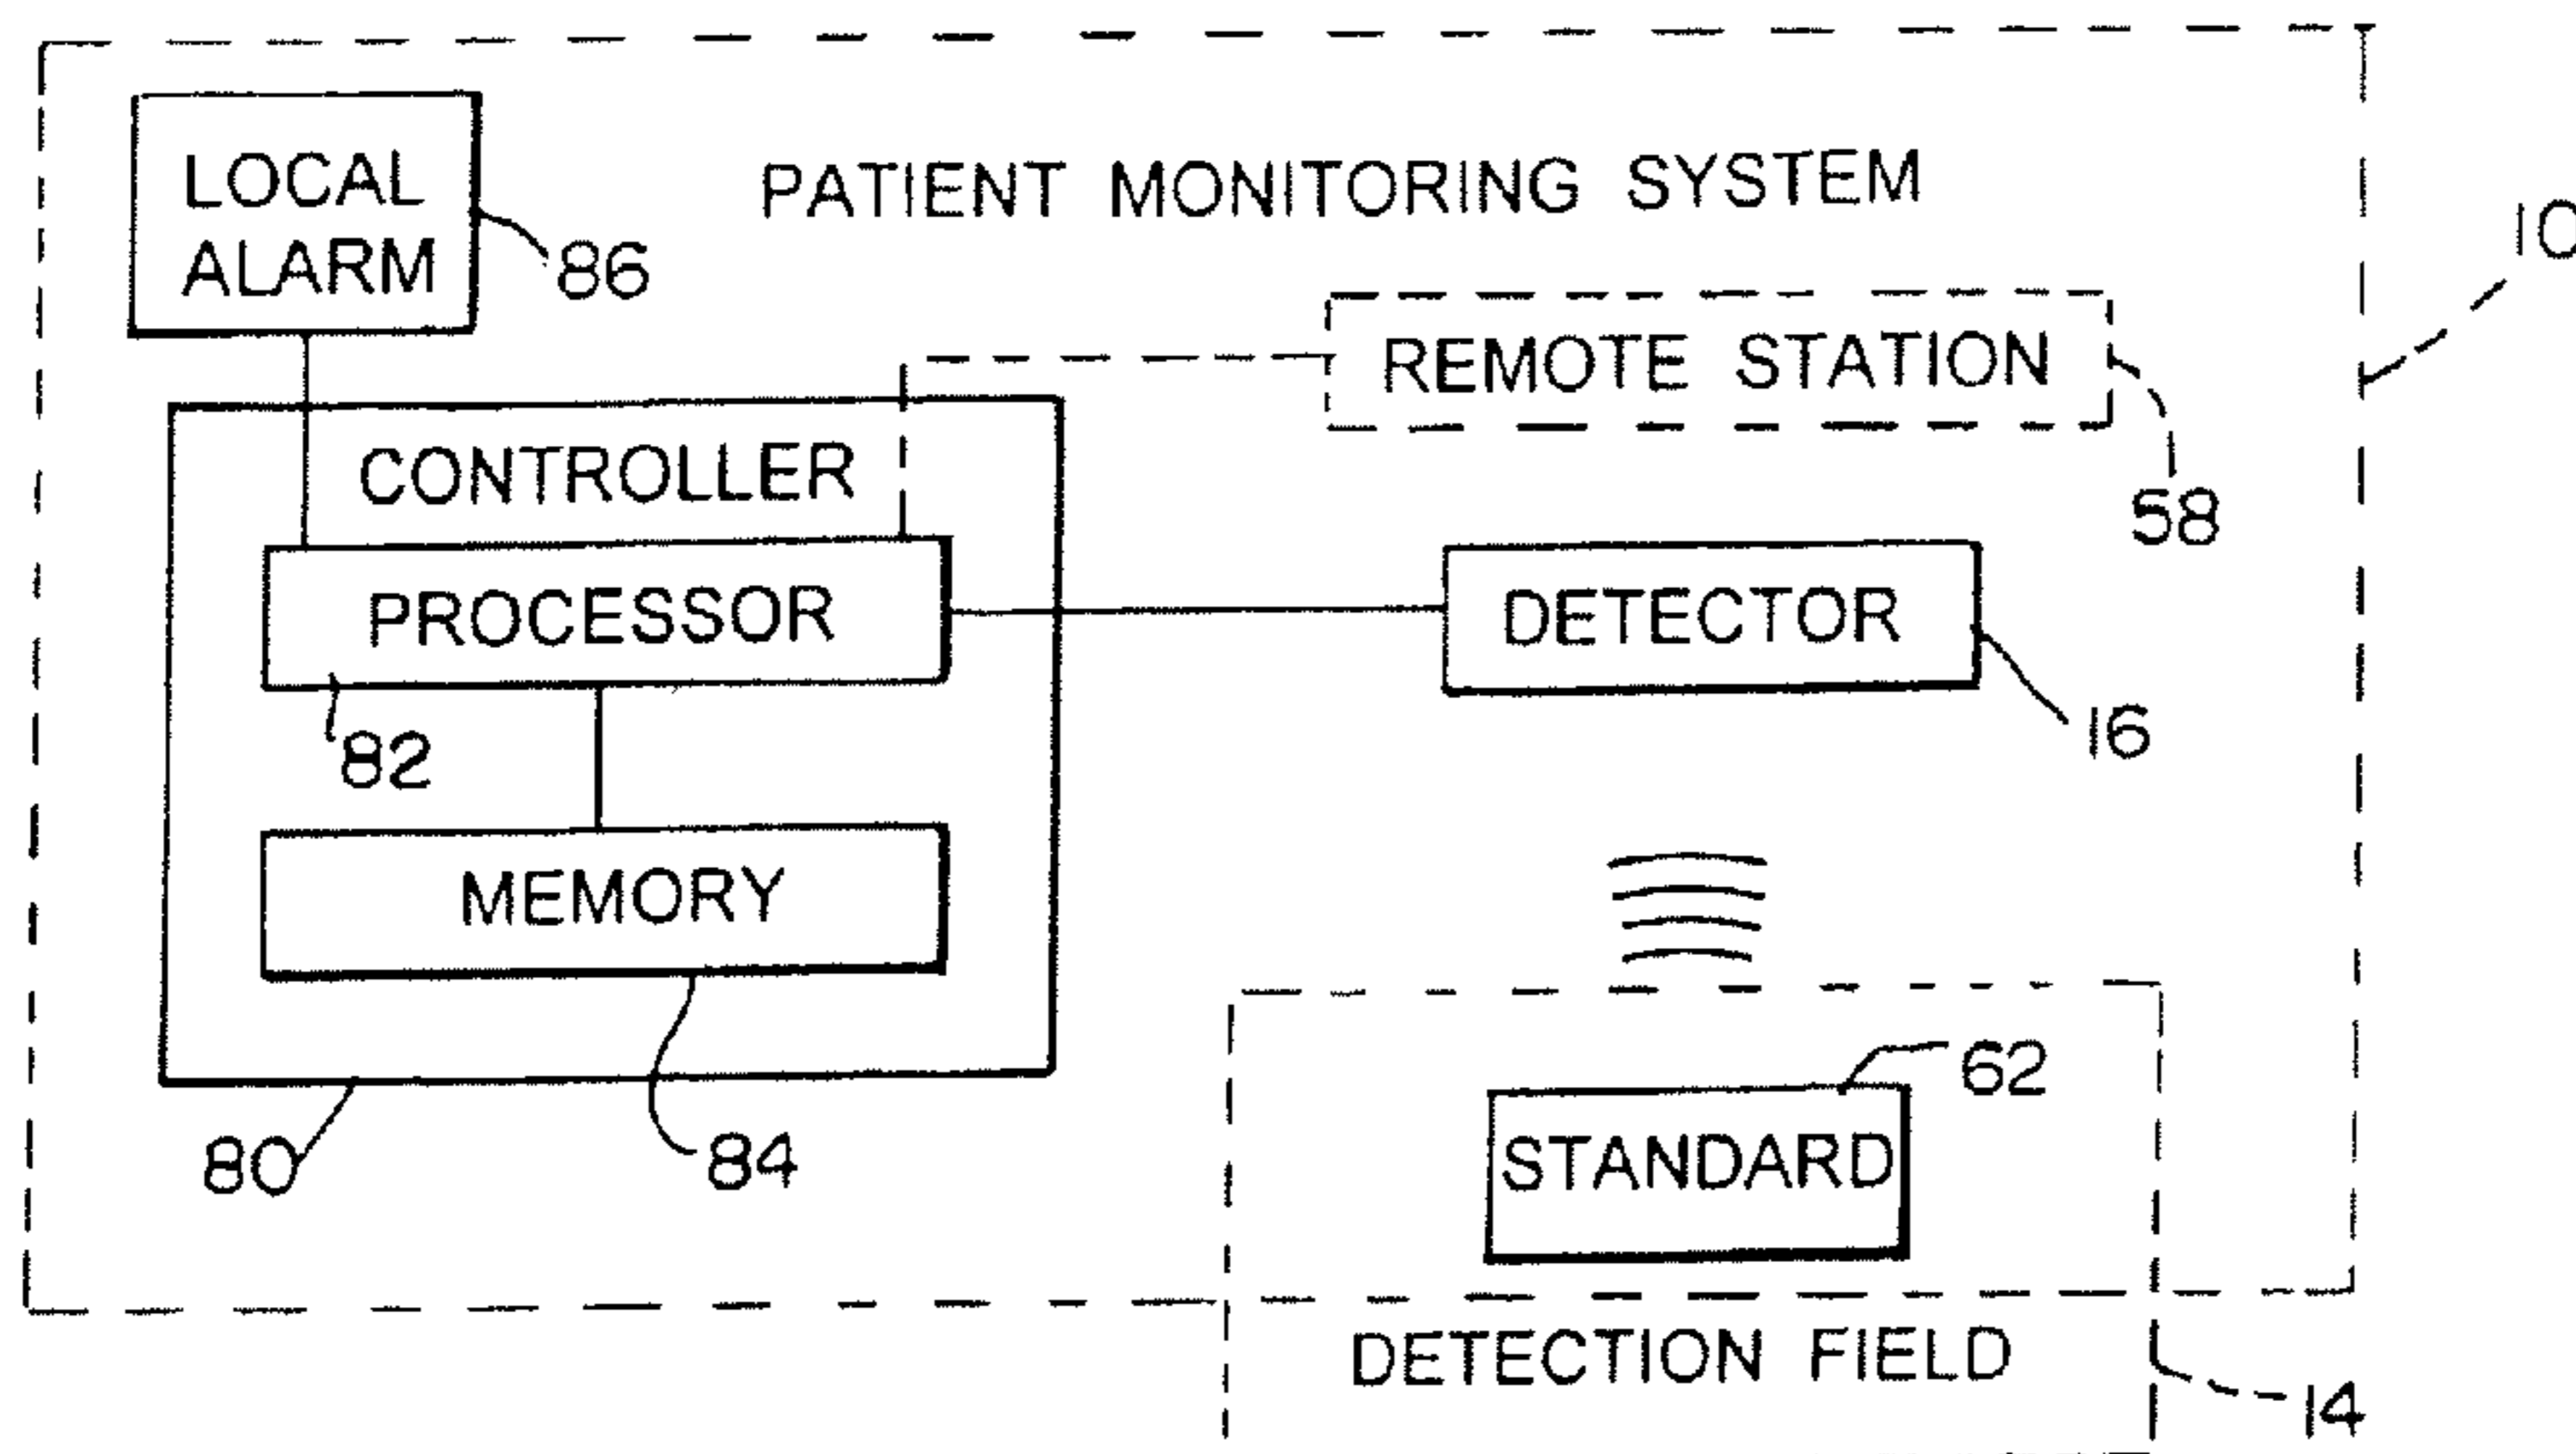 LOCAL
ALARM
86
PATIENT MONITORING SYSTEM
10
REMOTE STATION
58
CONTROLLER
PROCESSOR
82
DETECTOR
16
MEMORY
84
80
62
STANDARD
DETECTION FIELD
14